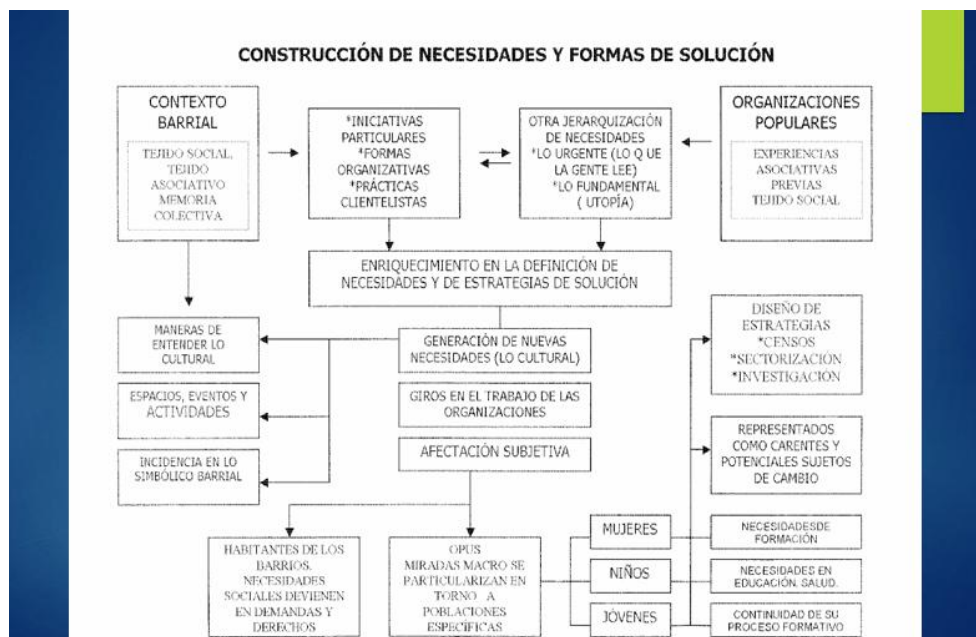 CONSTRUCCIÓN DE NECESIDADES Y FORMAS DE SOLUCIÓN
CONTEXTO
BARRIAL
TEJIDO SOCIAL,
TEJIDO
ASOCIATIVO
MEMORIA
COLECTIVA
*INICIATIVAS
PARTICULARES
*FORMAS
ORGANIZATIVAS
*PRÁCTICAS
CLIENTELISTAS
OTRA JERARQUIZACIÓN
DE NECESIDADES
*LO URGENTE (LO Q UE
LA GENTE LEE)
*LO FUNDAMENTAL
( UTOPÍA)
ORGANIZACIONES
POPULARES
EXPERIENCIAS
ASOCIATIVAS
PREVIAS
TEJIDO SOCIAL
ENRIQUECIMIENTO EN LA DEFINICIÓN DE
NECESIDADES Y DE ESTRATEGIAS DE SOLUCIÓN
MANERAS DE
ENTENDER LO
CULTURAL
ESPACIOS, EVENTOS Y
ACTIVIDADES
INCIDENCIA EN LO
SIMBÓLICO BARRIAL
GENERACIÓN DE NUEVAS
NECESIDADES (LO CULTURAL)
GIROS EN EL TRABAJO DE LAS
ORGANIZACIONES
AFECTACIÓN SUBJETIVA
DISEÑO DE
ESTRATEGIAS
*CENSOS
*SECTORIZACIÓN
*INVESTIGACIÓN
REPRESENTADOS
COMO CARENTES Y
POTENCIALES SUJETOS
DE CAMBIO
HABITANTES DE LOS
BARRIOS.
NECESIDADES
SOCIALES DEVIENEN
EN DEMANDAS Y
DERECHOS
OPUS
MIRADAS MACRO SE
PARTICULARIZAN EN
TORNO A
POBLACIONES
ESPECÍFICAS
MUJERES
NIÑOS
JÓVENES
NECESIDADESDE
FORMACIÓN
NECESIDADES EN
EDUCACIÓN. SALUD.
CONTINUIDAD DE SU
PROCESO FORMATIVO